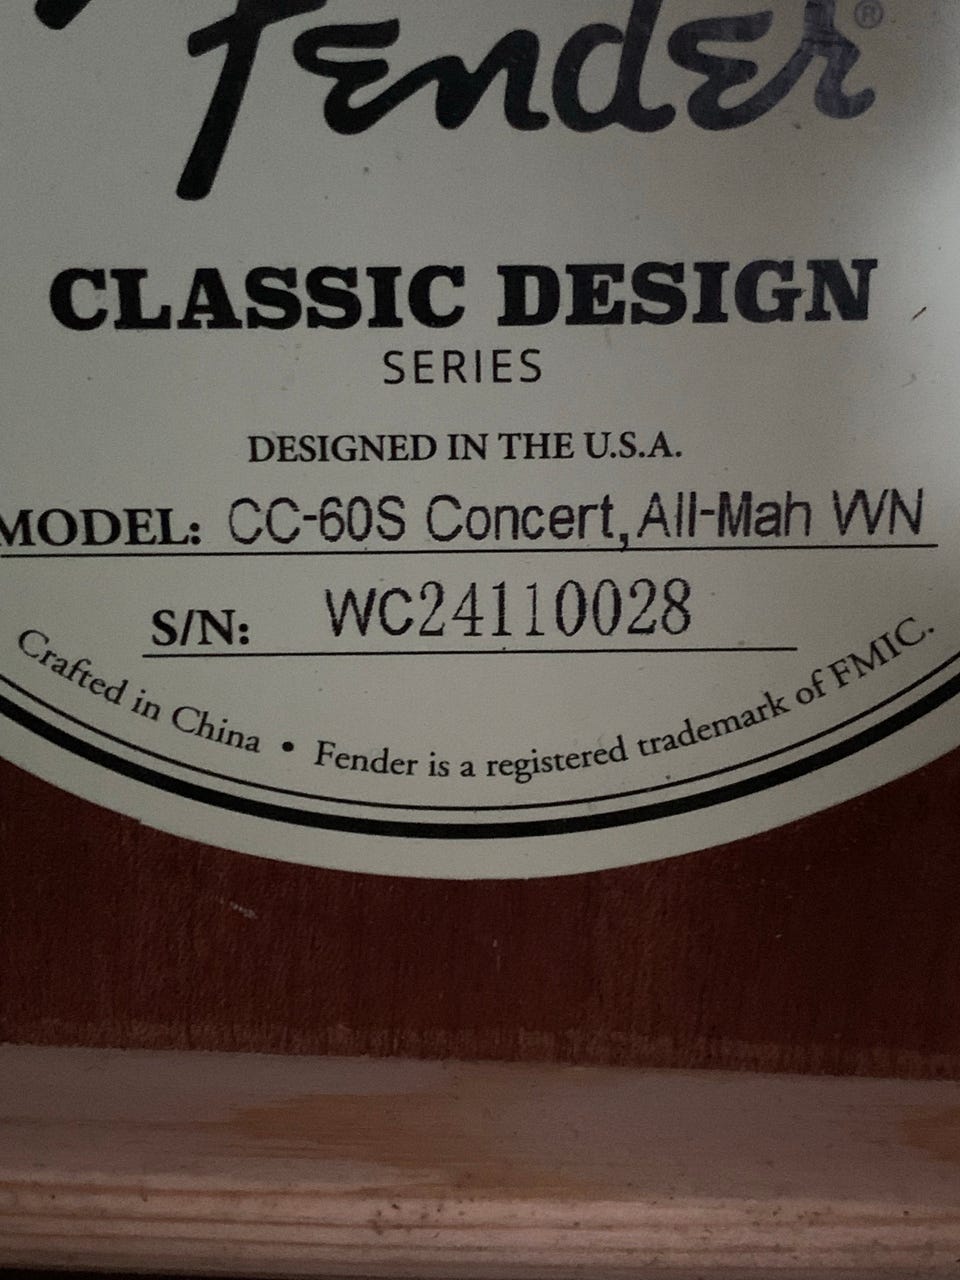 Fender®
CLASSIC DESIGN
SERIES
DESIGNED IN THE U.S.A.
MODEL: CC-60S Concert, All-Mah WN
S/N: WC24110028
Crafted in China • Fender is a registered trademark of FMIC.